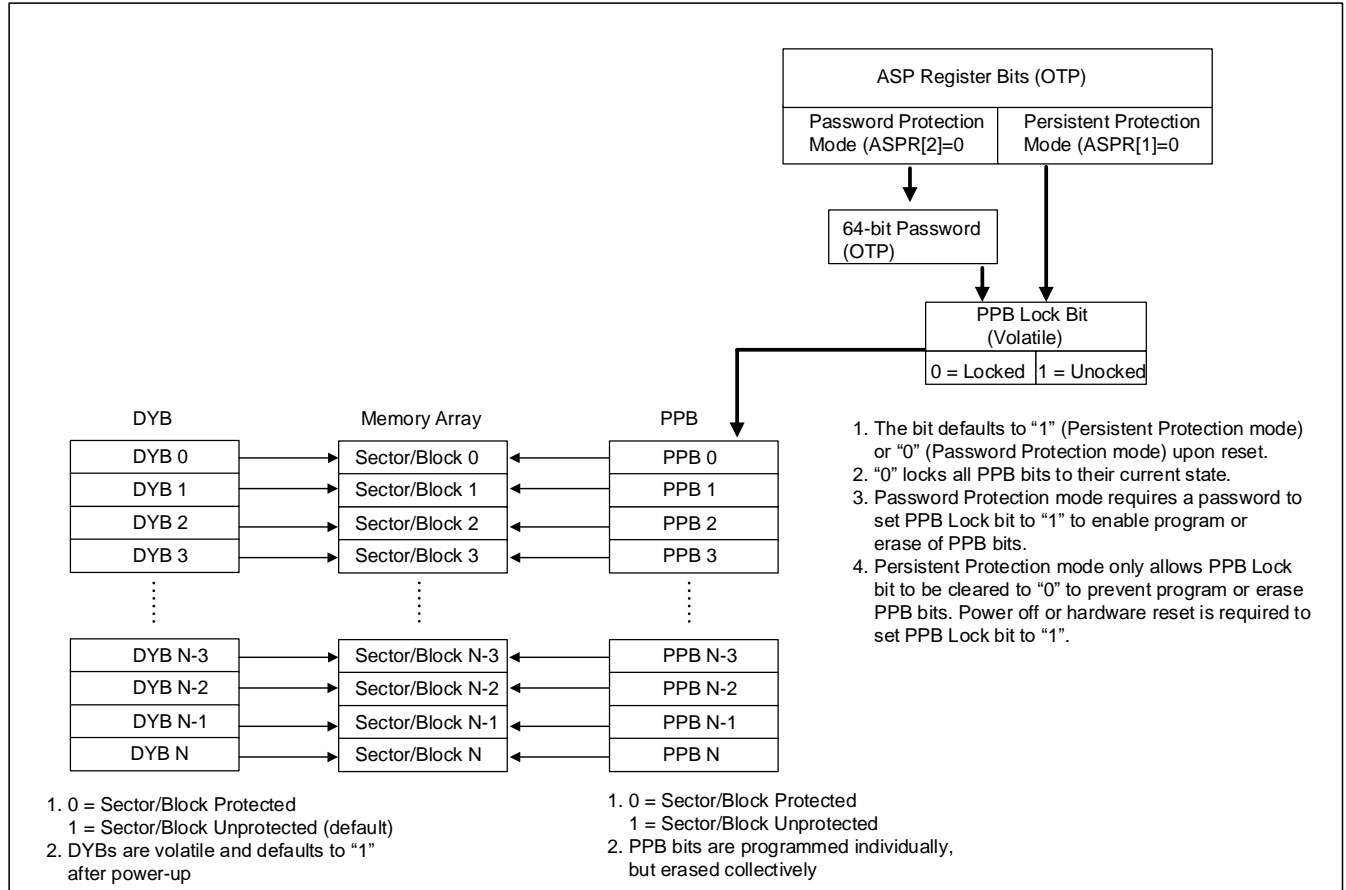 ASP Register Bits (OTP)
Password Protection
Mode (ASPR[2]=0
Persistent Protection
Mode (ASPR[1]=0
64-bit Password
(OTP)
PPB Lock Bit
(Volatile)
0 = Locked
1 = Unocked
1. The bit defaults to “1” (Persistent Protection mode)
or “0” (Password Protection mode) upon reset.
2. “0” locks all PPB bits to their current state.
3. Password Protection mode requires a password to
set PPB Lock bit to “1” to enable program or
erase of PPB bits.
4. Persistent Protection mode only allows PPB Lock
bit to be cleared to “0” to prevent program or erase
PPB bits. Power off or hardware reset is required to
set PPB Lock bit to “1”.
DYB Memory Array PPB
DYB 0 Sector/Block 0 PPB 0
DYB 1 Sector/Block 1 PPB 1
DYB 2 Sector/Block 2 PPB 2
DYB 3 Sector/Block 3 PPB 3
DYB N-3 Sector/Block N-3 PPB N-3
DYB N-2 Sector/Block N-2 PPB N-2
DYB N-1 Sector/Block N-1 PPB N-1
DYB N Sector/Block N PPB N
1. 0 = Sector/Block Protected
1 = Sector/Block Unprotected (default)
2. DYBs are volatile and defaults to “1”
after power-up
1. 0 = Sector/Block Protected
1 = Sector/Block Unprotected
2. PPB bits are programmed individually,
but erased collectively